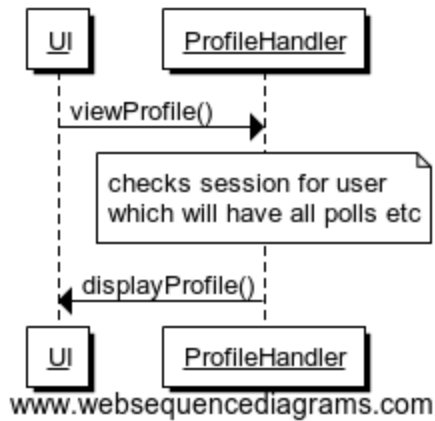 UI ProfileHandler
viewProfile()
checks session for user
which will have all polls etc
displayProfile()
UI ProfileHandler
www.websequencediagrams.com